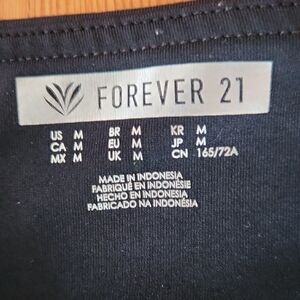 FOREVER 21
US M BR M KR M
CA M EU M JP M
MX M UK M CN 165/72A
MADE IN INDONESIA
FABRIQUÉ EN INDONÉSIE
HECHO EN INDONESIA
FABRICADO NA INDONÉSIA